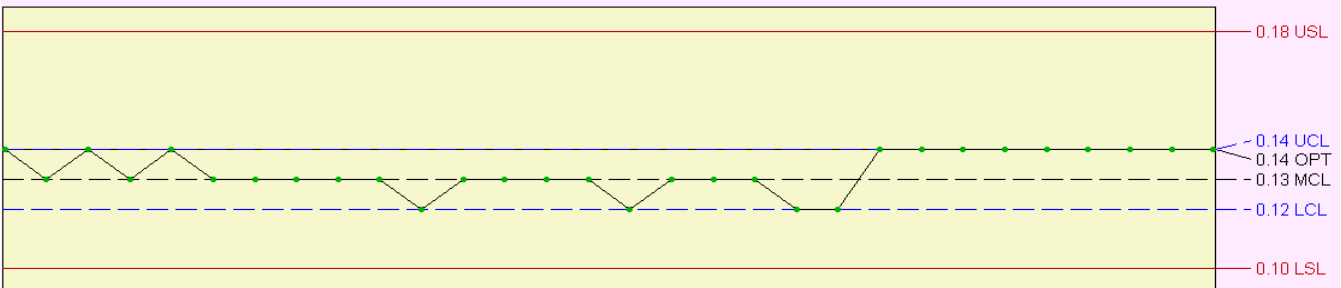 0.18 USL
0.14 UCL
0.14 OPT
0.13 MCL
0.12 LCL
0.10 LSL